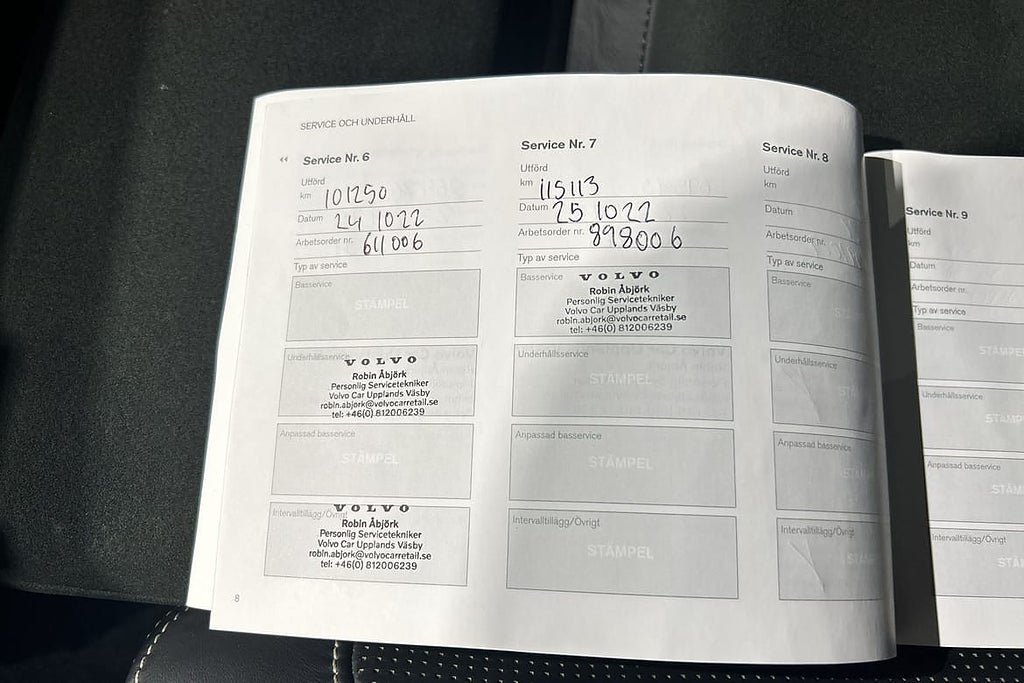 SERVICE OCH UNDERHÅLL
Service Nr. 6
Utförd
km 101250
Datum 24 1022
Arbetsorder nr. 611006
Typ av service
Basservice
STÄMPEL
Underhållsservice
VOLVO
Robin Åbjörk
Personlig Servicetekniker
Volvo Car Upplands Väsby
robin.abjork@volvocarretail.se
tel: +46(0) 812006239
Anpassad basservice
STÄMPEL
Intervalltillägg/Övrigt
VOLVO
Robin Åbjörk
Personlig Servicetekniker
Volvo Car Upplands Väsby
robin.abjork@volvocarretail.se
tel: +46(0) 812006239
8
Service Nr. 7
Utförd
km 115113
Datum 25 1022
Arbetsorder nr. 898006
Typ av service
Basservice
VOLVO
Robin Åbjörk
Personlig Servicetekniker
Volvo Car Upplands Väsby
robin.abjork@volvocarretail.se
tel: +46(0) 812006239
Underhållsservice
STÄMPEL
Anpassad basservice
STÄMPEL
Intervalltillägg/Övrigt
STÄMPEL
Service Nr. 8
Utförd
km
Datum
Arbetsorder nr.
Typ av service
Basservice
Underhållsservice
Anpassad basservice
Intervalltillägg/Övrigt
Service Nr. 9
Utförd
km
Datum
Arbetsorder nr.
Typ av service
Basservice
STÄMPE
Underhållsservice
STÄMP
Anpassad basservice
STÄM
Intervalltillägg/Övrigt
STÄ